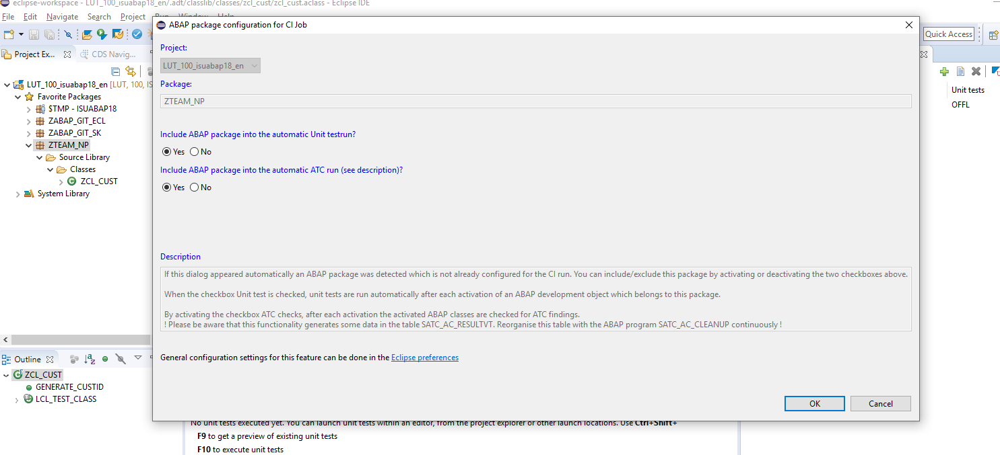 eclipse-workspace - LUT_100_isuabap18_en/.adt/classlib/classes/zcl_cust/zcl_cust.aclass - Eclipse IDE
File Edit Navigate Search Project Run Window Help
ABAP package configuration for CI Job
Quick Access
Project Ex... CDS Navig...
Project:
LUT_100_isuabap18_en
Package:
ZTEAM_NP
Include ABAP package into the automatic Unit testrun?
Yes No
Include ABAP package into the automatic ATC run (see description)?
Yes No
Description
If this dialog appeared automatically an ABAP package was detected which is not already configured for the CI run. You can include/exclude this package by activating or deactivating the two checkboxes above.
When the checkbox Unit test is checked, unit tests are run automatically after each activation of an ABAP development object which belongs to this package.
By activating the checkbox ATC checks, after each activation the activated ABAP classes are checked for ATC findings.
! Please be aware that this functionality generates some data in the table SATC_AC_RESULTVT. Reorganise this table with the ABAP program SATC_AC_CLEANUP continuously !
General configuration settings for this feature can be done in the Eclipse preferences
OK Cancel
LUT_100_isuabap18_en [LUT, 100, IS
Favorite Packages
$TMP - ISUABAP18
ZABAP_GIT_ECL
ZABAP_GIT_SK
ZTEAM_NP
Source Library
Classes
ZCL_CUST
System Library
Outline
ZCL_CUST
GENERATE_CUSTID
LCL_TEST_CLASS
Unit tests
OFFL
No unit tests executed yet. You can launch unit tests within an editor, from the project explorer or other launch locations. Use Ctrl+Shift+
F9 to get a preview of existing unit tests
F10 to execute unit tests